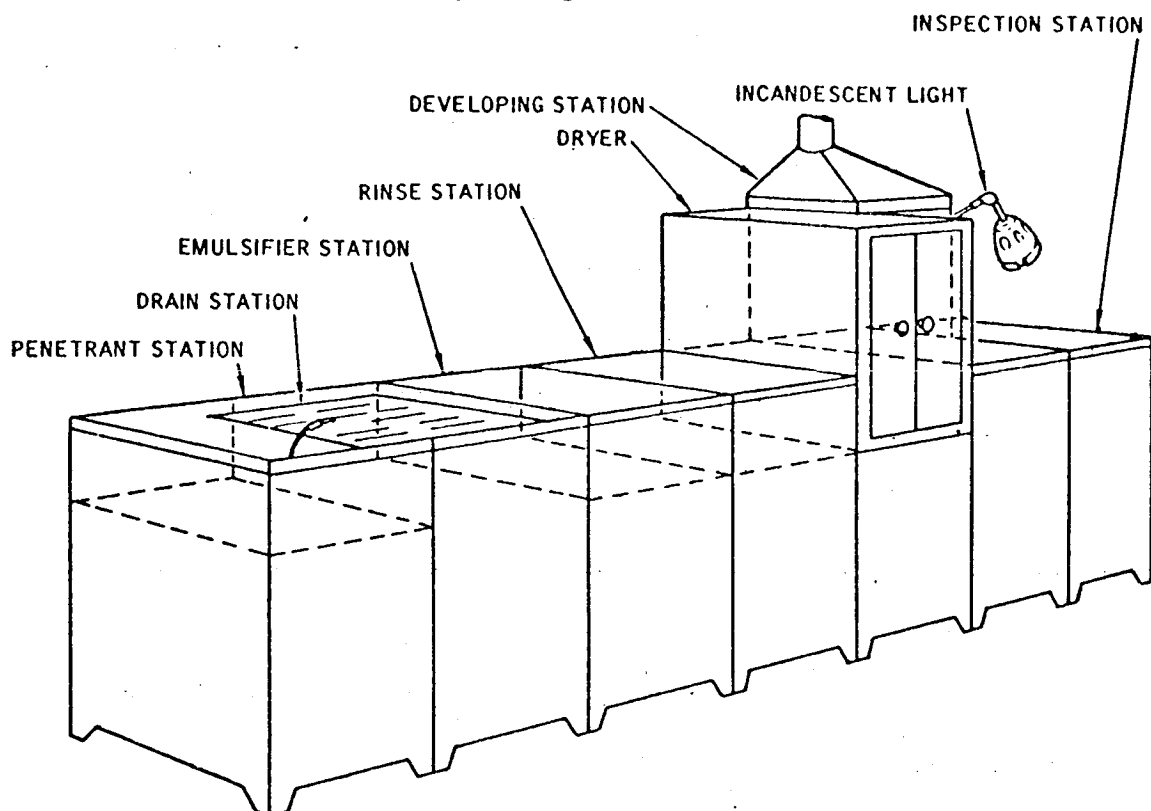 INSPECTION STATION
DEVELOPING STATION
INCANDESCENT LIGHT
DRYER
RINSE STATION
EMULSIFIER STATION
DRAIN STATION
PENETRANT STATION